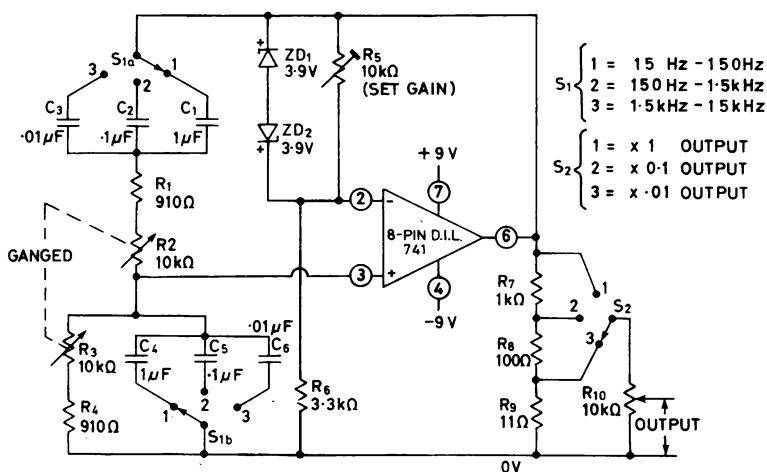 S1a
1
2
3
C3
.01µF
C2
.1µF
C1
1µF
R1
910Ω
R2
10kΩ
GANGED
R3
10kΩ
R4
910Ω
C4
1µF
C5
.1µF
.01µF
C6
1
2
3
S1b
ZD1
3·9V
ZD2
3·9V
R5
10kΩ
(SET GAIN)
R6
3·3kΩ
2
-
3
+
8-PIN D.I.L.
741
+9V
7
6
4
-9V
R7
1kΩ
R8
100Ω
R9
11Ω
1
2
3
S2
R10
10kΩ
OUTPUT
0V
S1
1 = 15 Hz - 150Hz
2 = 150 Hz - 1·5kHz
3 = 1·5kHz - 15kHz
S2
1 = x 1 OUTPUT
2 = x 0·1 OUTPUT
3 = x ·01 OUTPUT